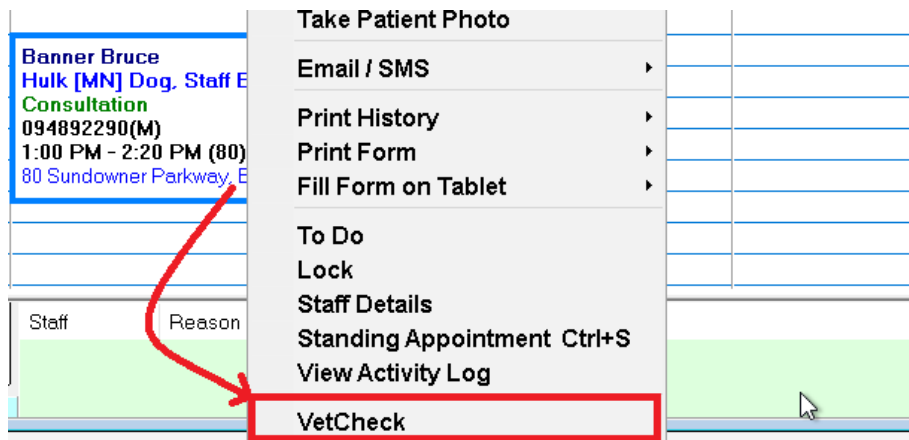 Banner Bruce
Hulk [MN] Dog, Staff E
Consultation
094892290(M)
1:00 PM - 2:20 PM (80)
80 Sundowner Parkway, E
Take Patient Photo
Email / SMS
Print History
Print Form
Fill Form on Tablet
To Do
Lock
Staff Details
Standing Appointment Ctrl+S
View Activity Log
VetCheck
Staff
Reason